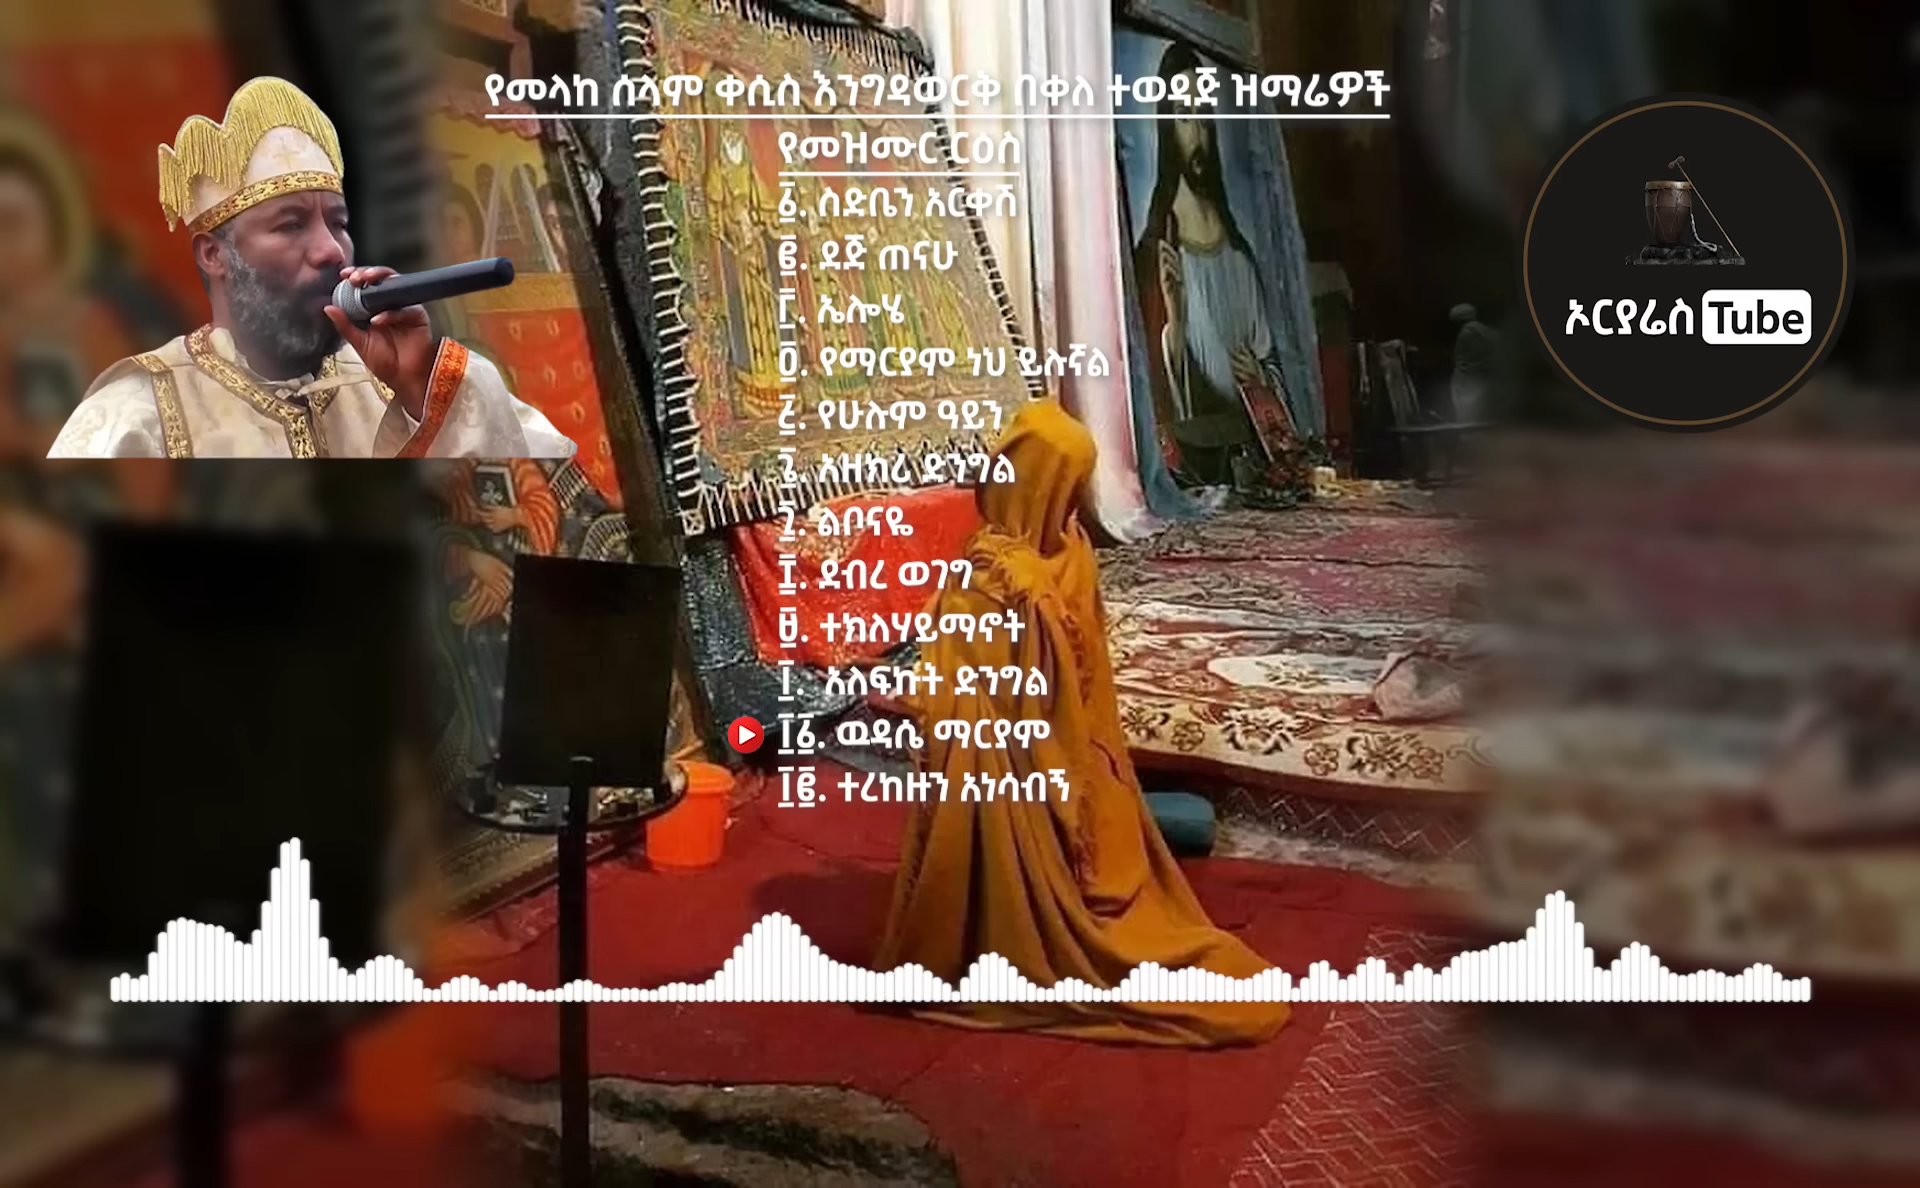 የመላከ ሰላም ቀሲስ እንግዳወርቅ በቀለ ተወዳጅ ዝማሬዎች
የመዝሙር ርዕስ
፩. ስድቤን አርቀሽ
፪. ደጅ ጠናሁ
፫. ኤሎሄ
፬. የማርያም ነህ ይሉኛል
፭. የሁሉም ዓይን
፮. አዘክሪ ድንግል
፯. ልቦናዬ
፰. ደብረ ወገግ
፱. ተክለሃይማኖት
፲. አለፍኩት ድንግል
፲፩. ዉዳሴ ማርያም
፲፪. ተረከዙን አነሳብኝ
ኦርያሬስ Tube